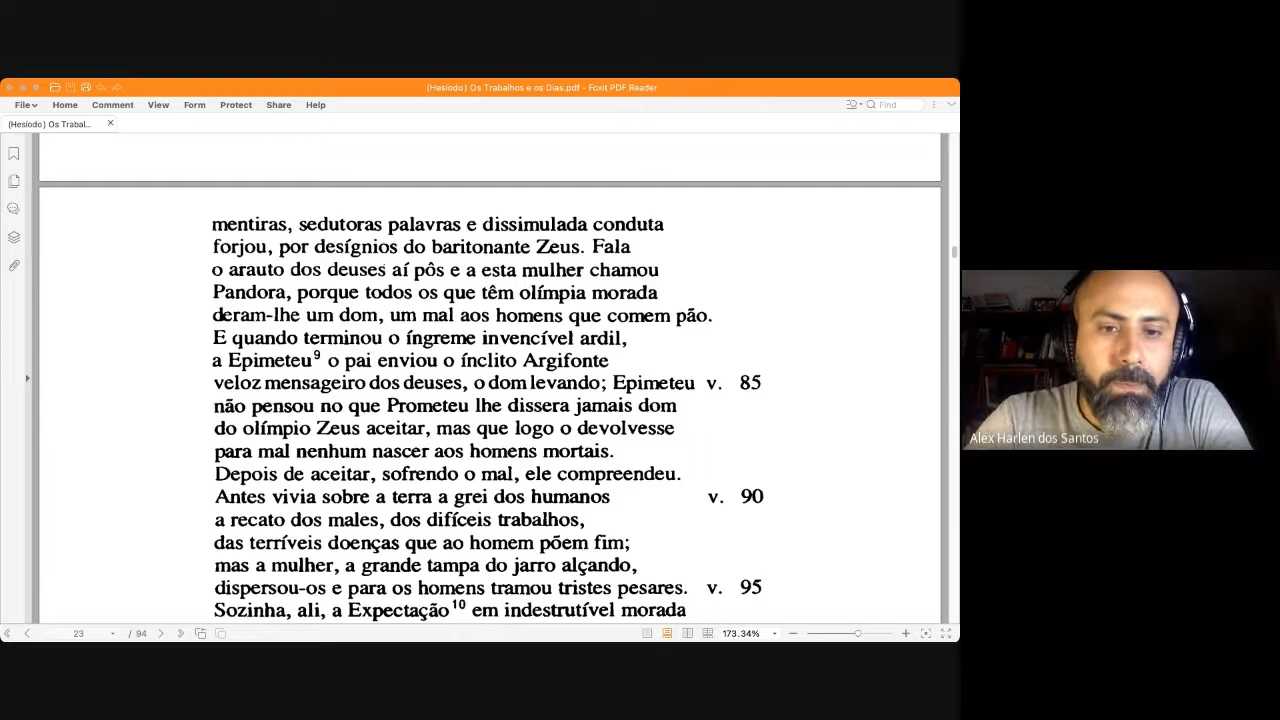 (Hesíodo) Os Trabalhos e os Dias.pdf - Foxit PDF Reader
File Home Comment View Form Protect Share Help Find
(Hesíodo) Os Trabal...
mentiras, sedutoras palavras e dissimulada conduta
forjou, por desígnios do baritonante Zeus. Fala
o arauto dos deuses aí pôs e a esta mulher chamou
Pandora, porque todos os que têm olímpia morada
deram-lhe um dom, um mal aos homens que comem pão.
E quando terminou o íngreme invencível ardil,
a Epimeteu⁹ o pai enviou o ínclito Argifonte
veloz mensageiro dos deuses, o dom levando; Epimeteu v. 85
não pensou no que Prometeu lhe dissera jamais dom
do olímpio Zeus aceitar, mas que logo o devolvesse
para mal nenhum nascer aos homens mortais.
Depois de aceitar, sofrendo o mal, ele compreendeu.
Antes vivia sobre a terra a grei dos humanos v. 90
a recato dos males, dos difíceis trabalhos,
das terríveis doenças que ao homem põem fim;
mas a mulher, a grande tampa do jarro alçando,
dispersou-os e para os homens tramou tristes pesares. v. 95
Sozinha, ali, a Expectação¹⁰ em indestrutível morada
23 / 94 173.34%
Alex Harlen dos Santos